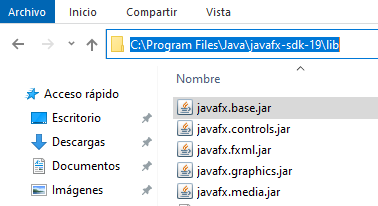 Archivo Inicio Compartir Vista
C:\Program Files\Java\javafx-sdk-19\lib
Nombre
Acceso rápido
Escritorio
Descargas
Documentos
Imágenes
javafx.base.jar
javafx.controls.jar
javafx.fxml.jar
javafx.graphics.jar
javafx.media.jar